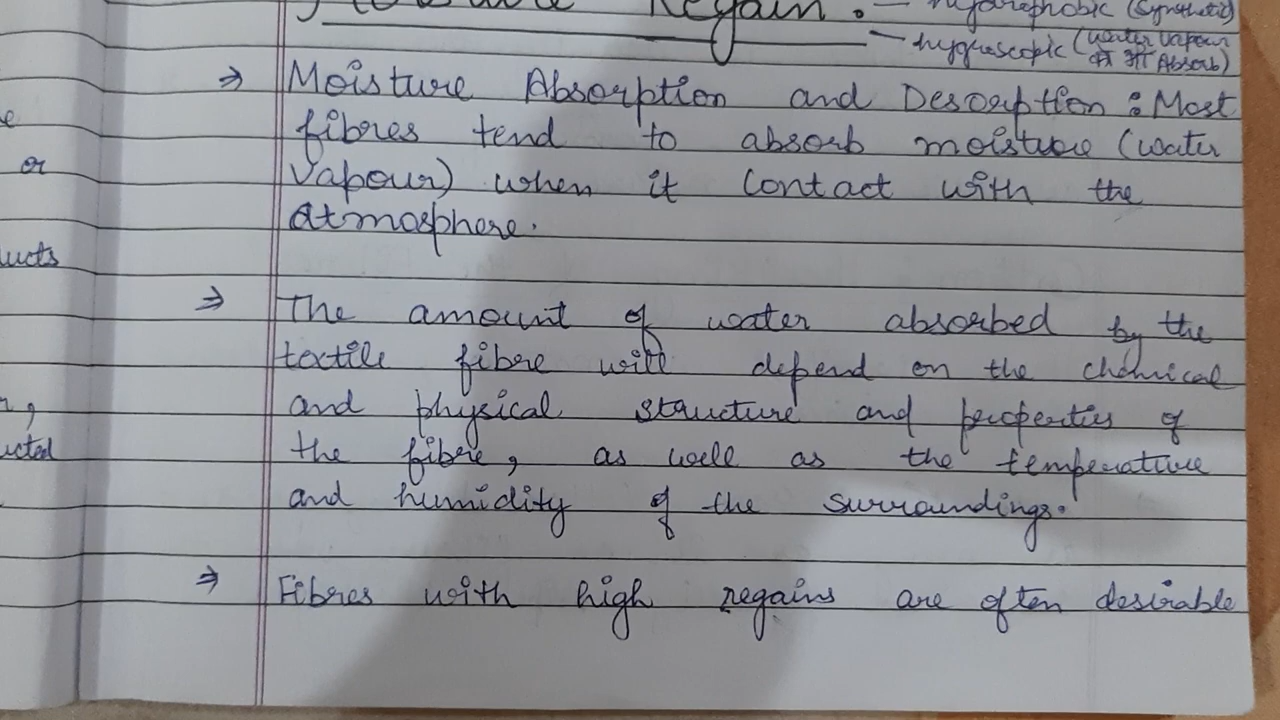 Regain : — hydrophobic (Synthetic)
— hygroscopic (water vapour
को भी Absorb)
⇒ Moisture Absorption and Desorption : Most
fibres tend to absorb moisture (water
Vapour) when it contact with the
atmosphere.
⇒ The amount of water absorbed by the
textile fibre will depend on the chemical
and physical structure and properties of
the fibre, as well as the temperature
and humidity of the surroundings.
⇒ Fibres with high regains are often desirable
e
or
ucts
ucted